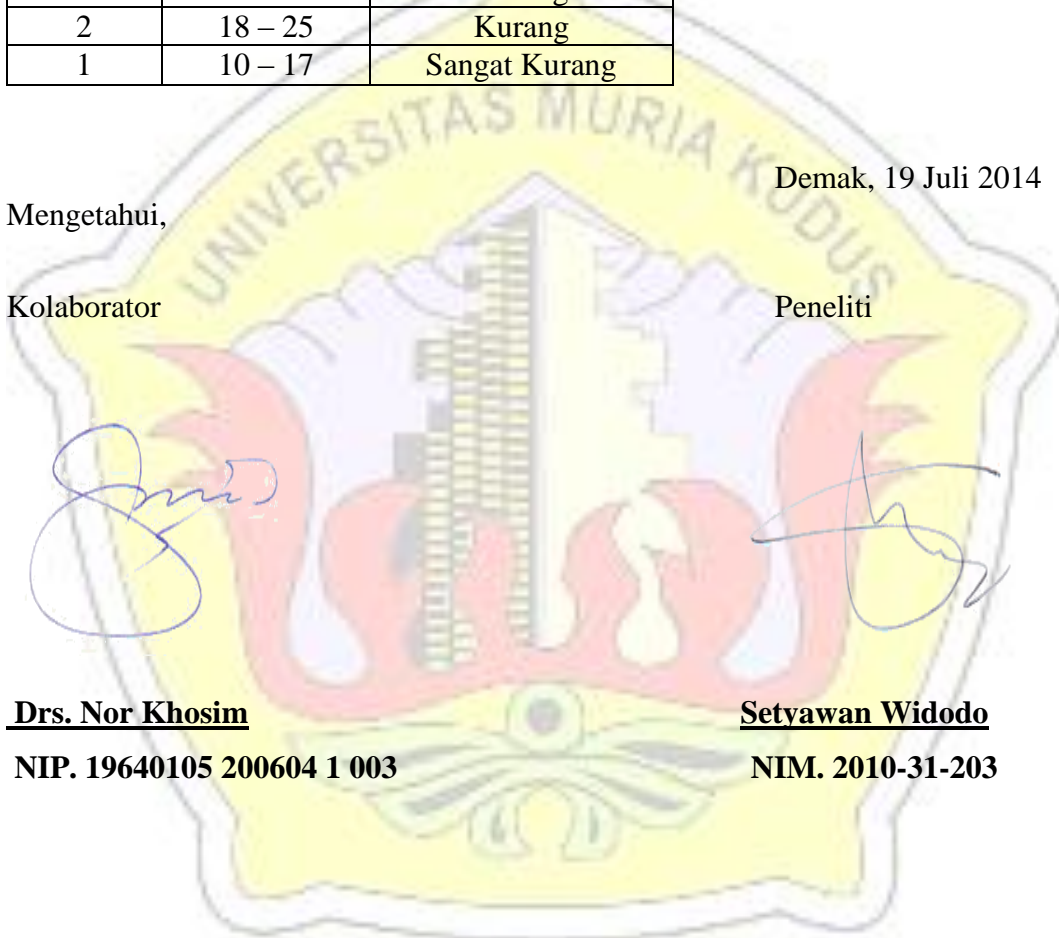 2 18 – 25 Kurang
1 10 – 17 Sangat Kurang
UNIVERSITAS MURIA KUDUS
Demak, 19 Juli 2014
Mengetahui,
Kolaborator Peneliti
Drs. Nor Khosim Setyawan Widodo
NIP. 19640105 200604 1 003 NIM. 2010-31-203